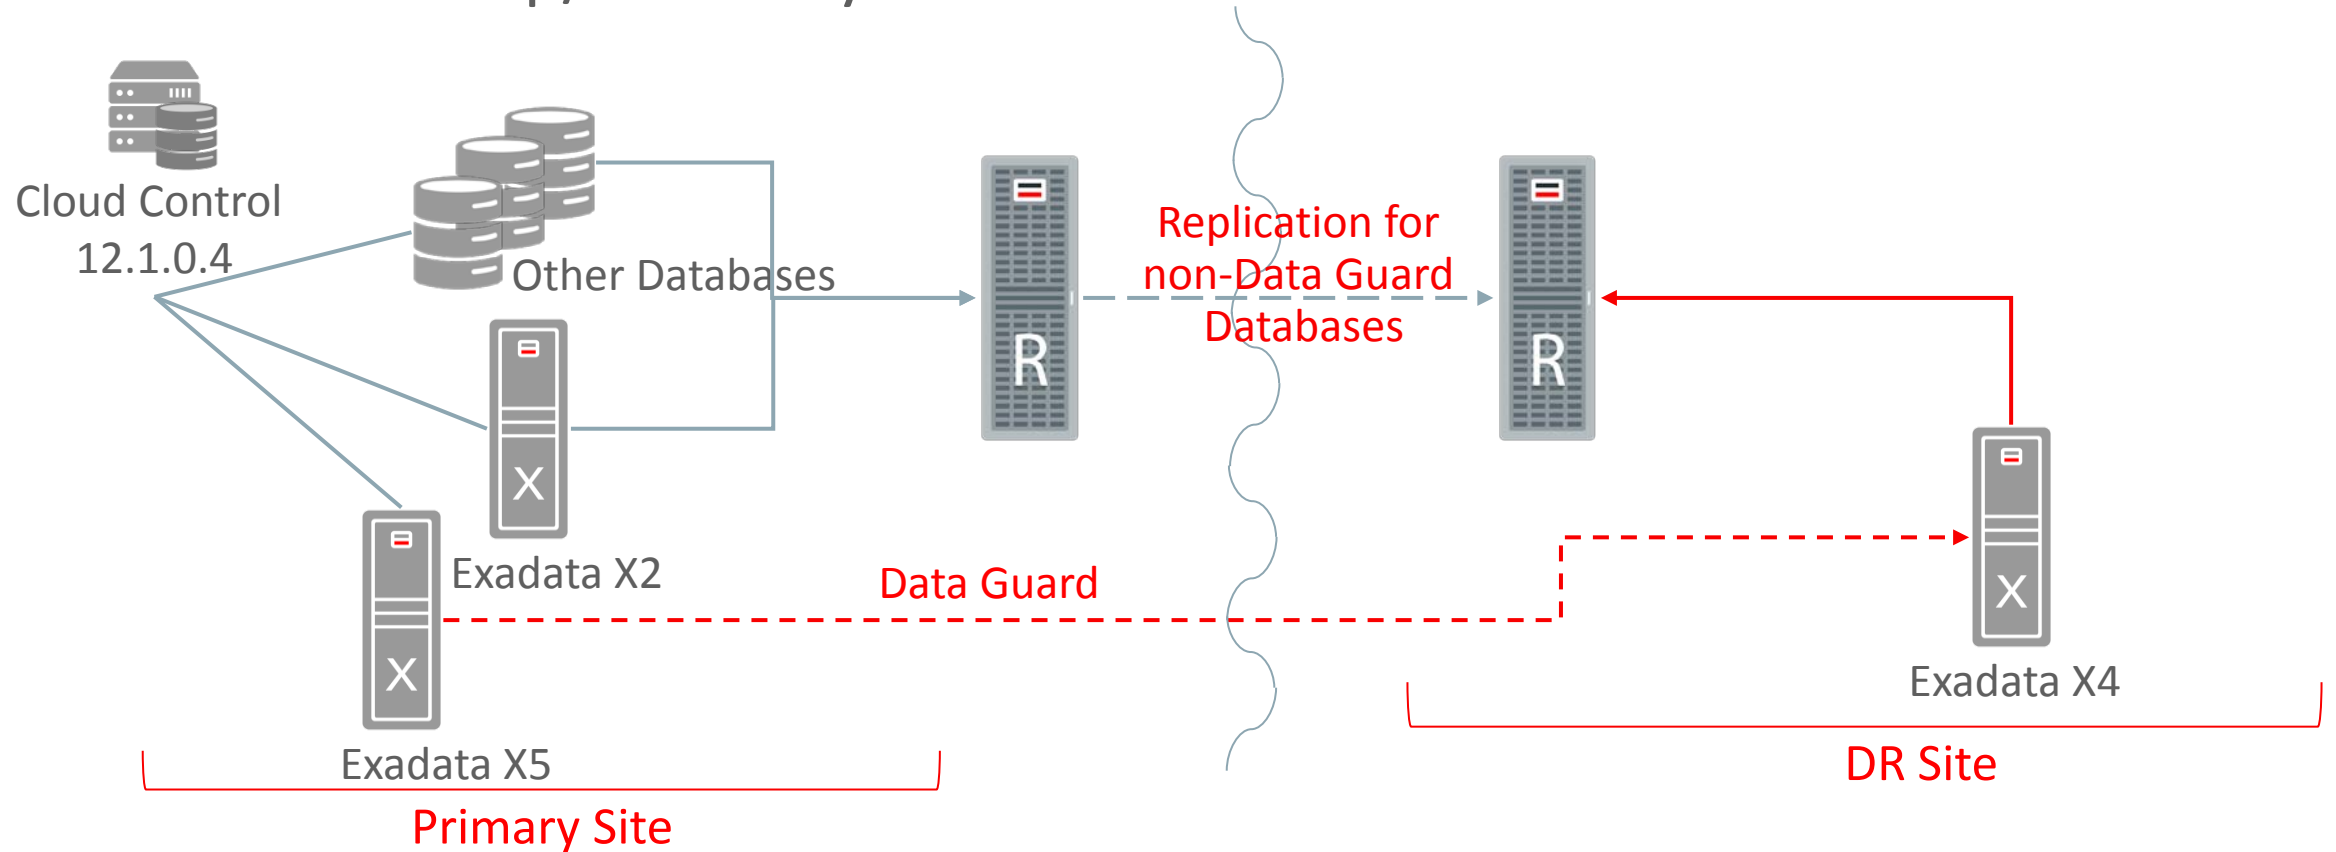 Cloud Control
12.1.0.4
Other Databases
Replication for
non-Data Guard
Databases
R
R
X
Exadata X2
X
Exadata X5
Data Guard
X
Exadata X4
Primary Site
DR Site